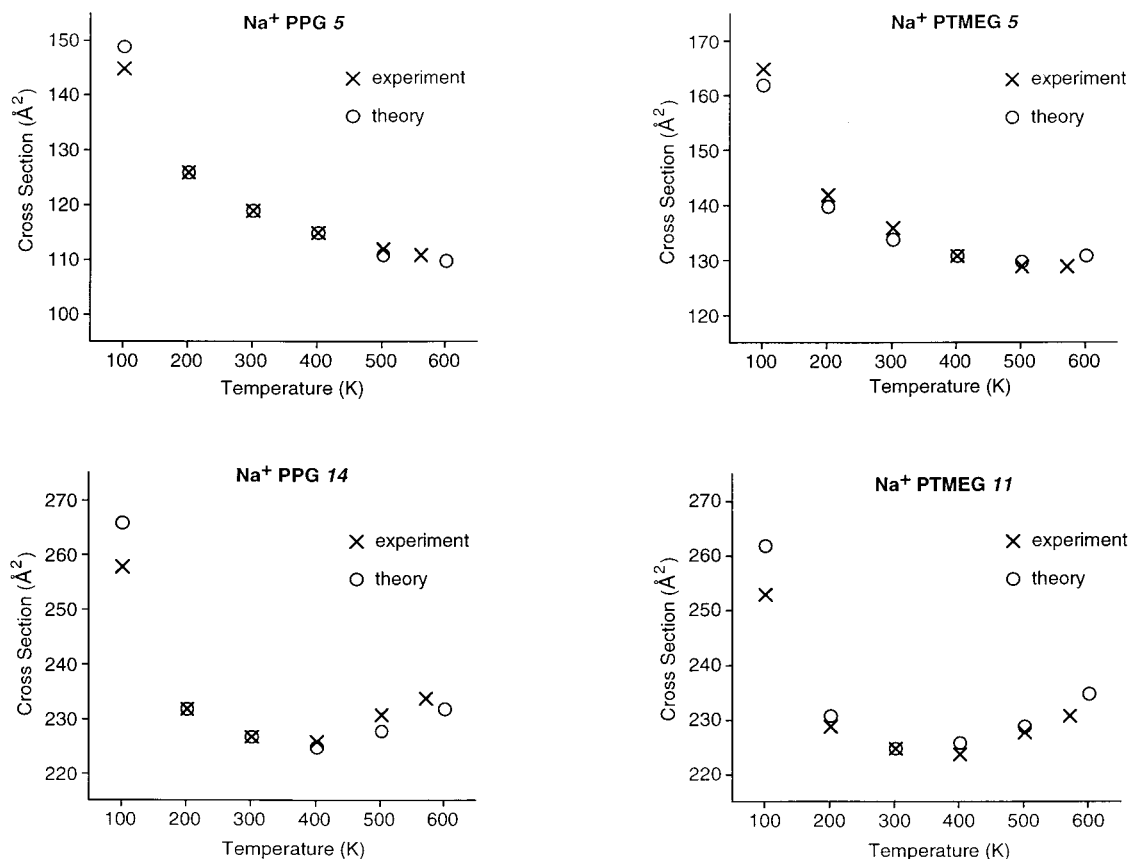 Na+ PPG 5
150
140
130
120
110
100
Cross Section (Å2)
× experiment
○ theory
100 200 300 400 500 600
Temperature (K)
Na+ PTMEG 5
170
160
150
140
130
120
Cross Section (Å2)
× experiment
○ theory
100 200 300 400 500 600
Temperature (K)
Na+ PPG 14
270
260
250
240
230
220
Cross Section (Å2)
× experiment
○ theory
100 200 300 400 500 600
Temperature (K)
Na+ PTMEG 11
270
260
250
240
230
220
Cross Section (Å2)
× experiment
○ theory
100 200 300 400 500 600
Temperature (K)